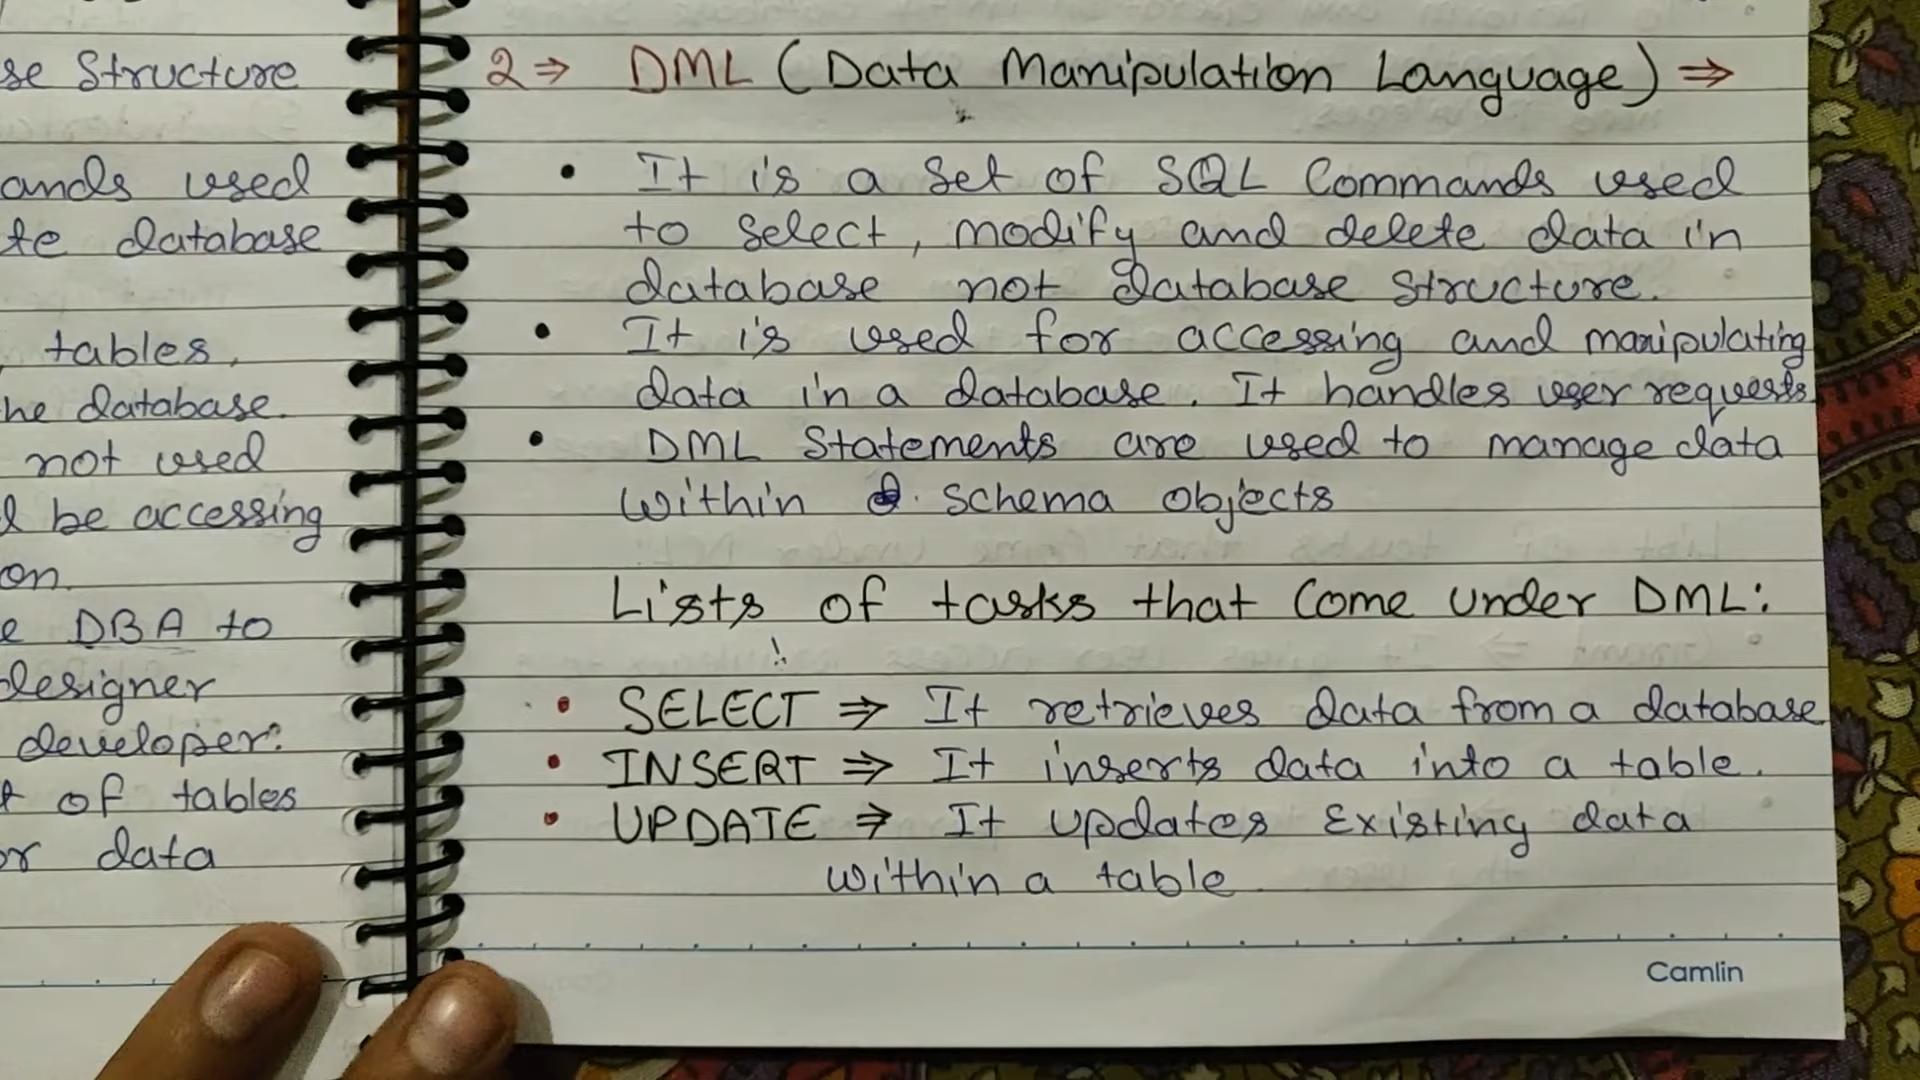 se Structure
ands used
te database
tables,
he database.
not used
l be accessing
on.
e DBA to
designer
developer.
t of tables
or data
2 ⇒ DML (Data Manipulation Language) ⇒
• It is a Set of SQL Commands used
to Select, modify and delete data in
database not Database Structure.
• It is used for accessing and manipulating
data in a database. It handles user requests
• DML Statements are used to manage data
within schema objects
Lists of tasks that Come Under DML:
• SELECT ⇒ It retrieves data from a database
• INSERT ⇒ It inserts data into a table.
• UPDATE ⇒ It Updates Existing data
within a table
Camlin